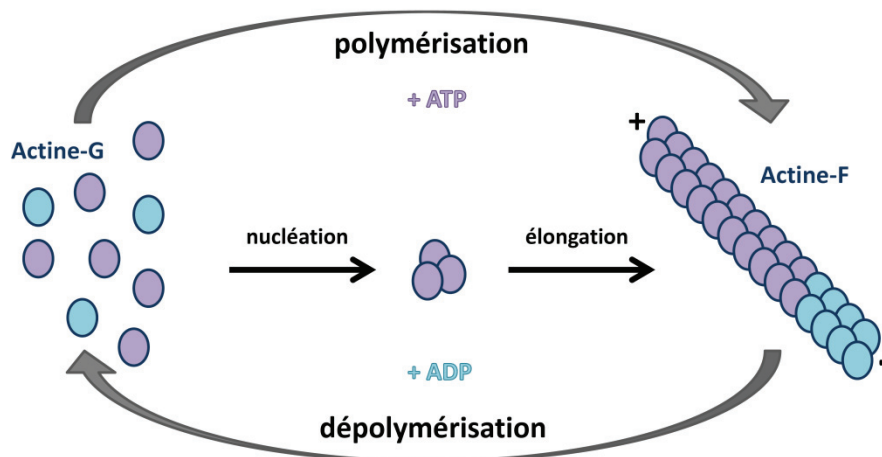 polymérisation
+ ATP
Actine-G
+
Actine-F
nucléation
élongation
+ ADP
-
dépolymérisation